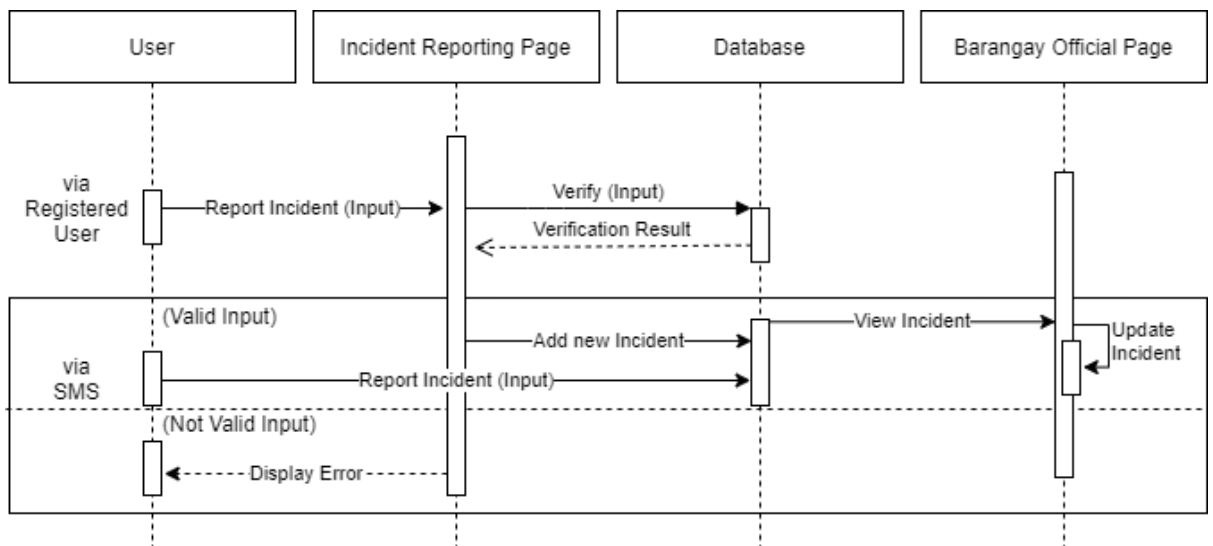 User
Incident Reporting Page
Database
Barangay Official Page
via
Registered
User
Report Incident (Input)
Verify (Input)
Verification Result
(Valid Input)
View Incident
Add new Incident
Update
Incident
via
SMS
Report Incident (Input)
(Not Valid Input)
Display Error